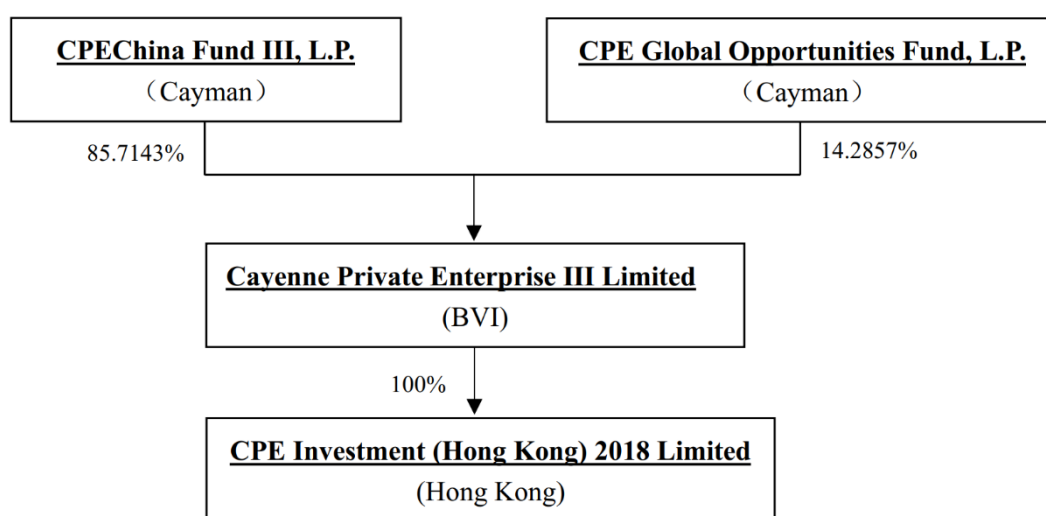 CPEChina Fund III, L.P.
（Cayman）
CPE Global Opportunities Fund, L.P.
（Cayman）
85.7143%
14.2857%
Cayenne Private Enterprise III Limited
(BVI)
100%
CPE Investment (Hong Kong) 2018 Limited
(Hong Kong)